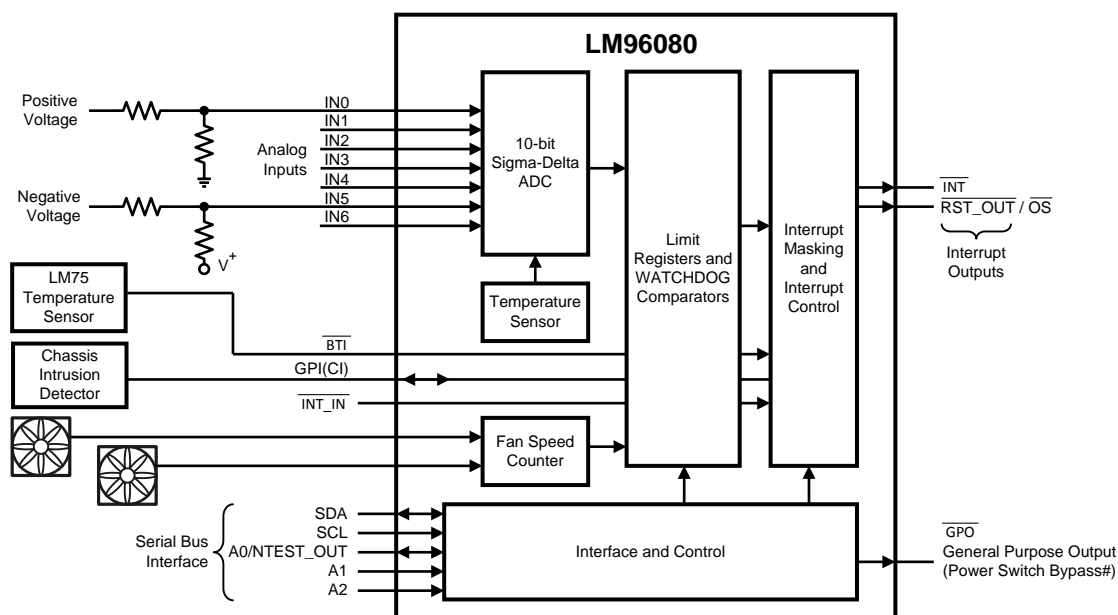 LM96080
Positive
Voltage
IN0
IN1
IN2
IN3
IN4
IN5
IN6
Analog
Inputs
10-bit
Sigma-Delta
ADC
Negative
Voltage
V+
LM75
Temperature
Sensor
Temperature
Sensor
Limit
Registers and
WATCHDOG
Comparators
Interrupt
Masking
and
Interrupt
Control
INT
RST_OUT / OS
Interrupt
Outputs
BTI
Chassis
Intrusion
Detector
GPI(CI)
INT_IN
Fan Speed
Counter
Serial Bus
Interface
SDA
SCL
A0/NTEST_OUT
A1
A2
Interface and Control
GPO
General Purpose Output
(Power Switch Bypass#)